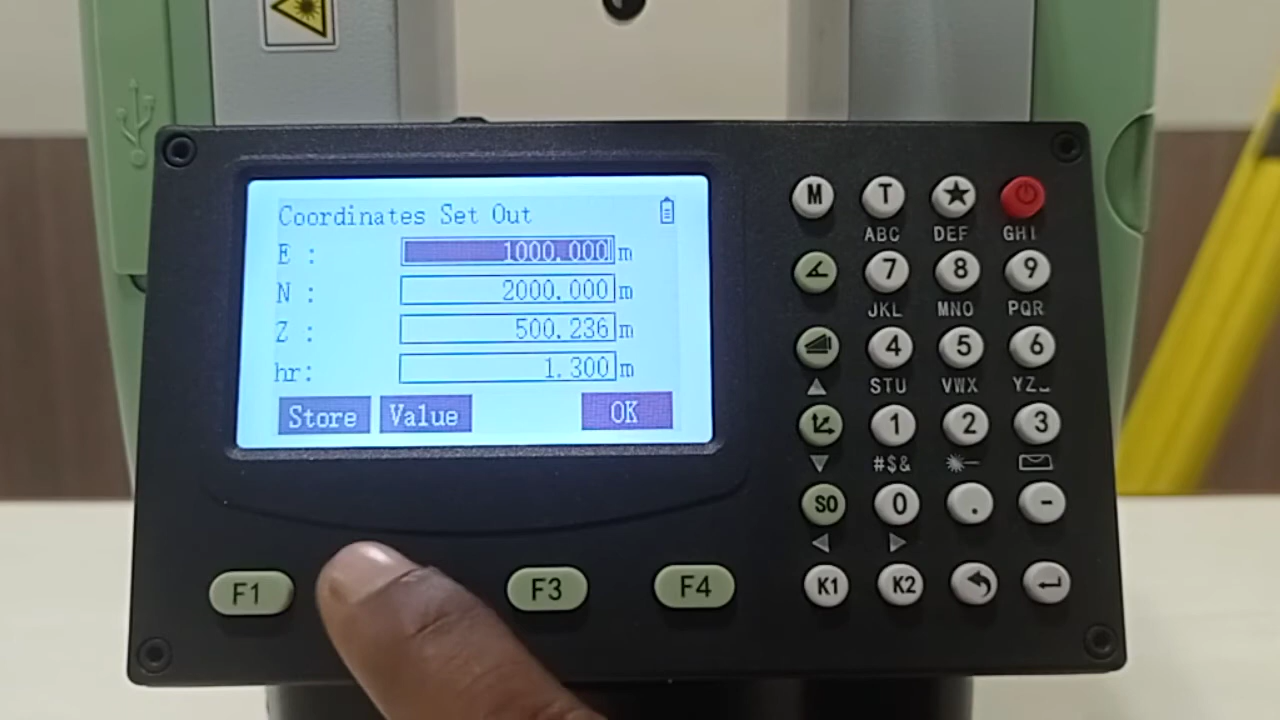 Coordinates Set Out
E : 1000.000 m
N : 2000.000 m
Z : 500.236 m
hr: 1.300 m
Store Value OK
M T ★
ABC DEF GHI
7 8 9
JKL MNO PQR
4 5 6
STU VWX YZ_
1 2 3
#$&
SO 0 . -
F1 F3 F4 K1 K2